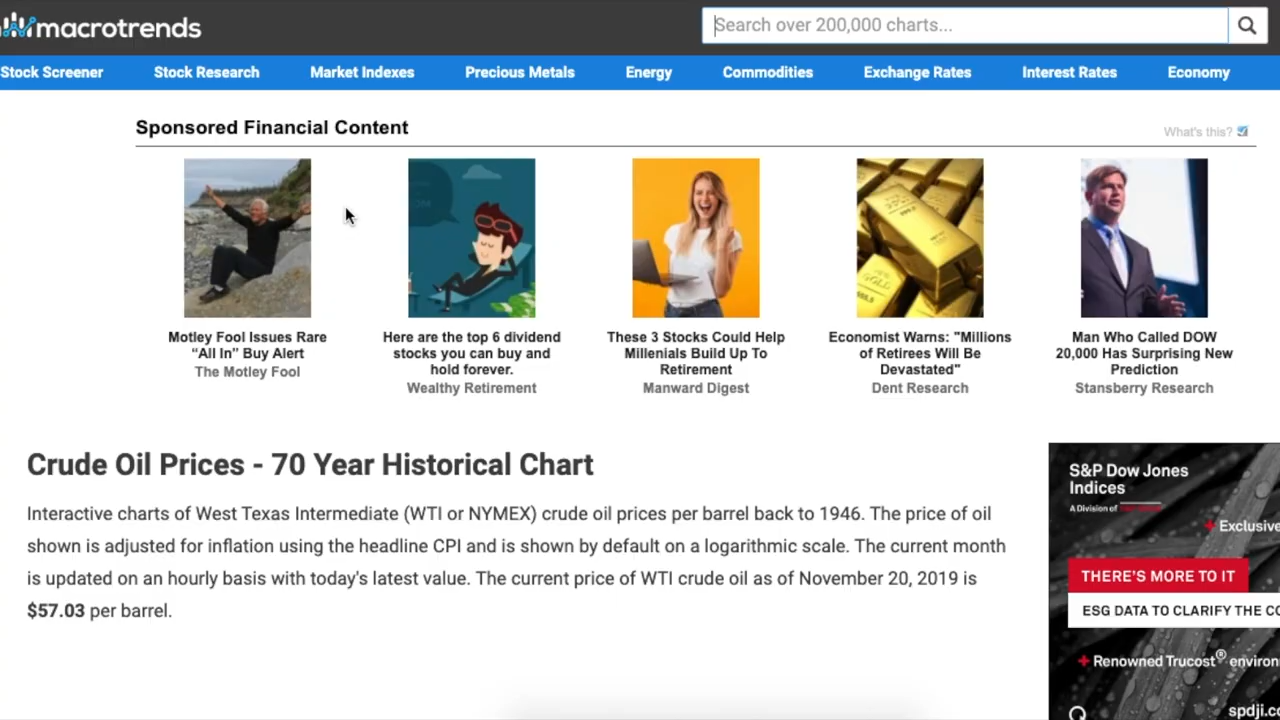 macrotrends
Search over 200,000 charts...
Stock Screener
Stock Research
Market Indexes
Precious Metals
Energy
Commodities
Exchange Rates
Interest Rates
Economy
Sponsored Financial Content
What's this?
Motley Fool Issues Rare
“All In” Buy Alert
The Motley Fool
Here are the top 6 dividend
stocks you can buy and
hold forever.
Wealthy Retirement
These 3 Stocks Could Help
Millenials Build Up To
Retirement
Manward Digest
Economist Warns: "Millions
of Retirees Will Be
Devastated"
Dent Research
Man Who Called DOW
20,000 Has Surprising New
Prediction
Stansberry Research
Crude Oil Prices - 70 Year Historical Chart
Interactive charts of West Texas Intermediate (WTI or NYMEX) crude oil prices per barrel back to 1946. The price of oil
shown is adjusted for inflation using the headline CPI and is shown by default on a logarithmic scale. The current month
is updated on an hourly basis with today's latest value. The current price of WTI crude oil as of November 20, 2019 is
$57.03 per barrel.
S&P Dow Jones
Indices
A Division of
+ Exclusive
THERE'S MORE TO IT
ESG DATA TO CLARIFY THE CO
+ Renowned Trucost® environ
spdji.co